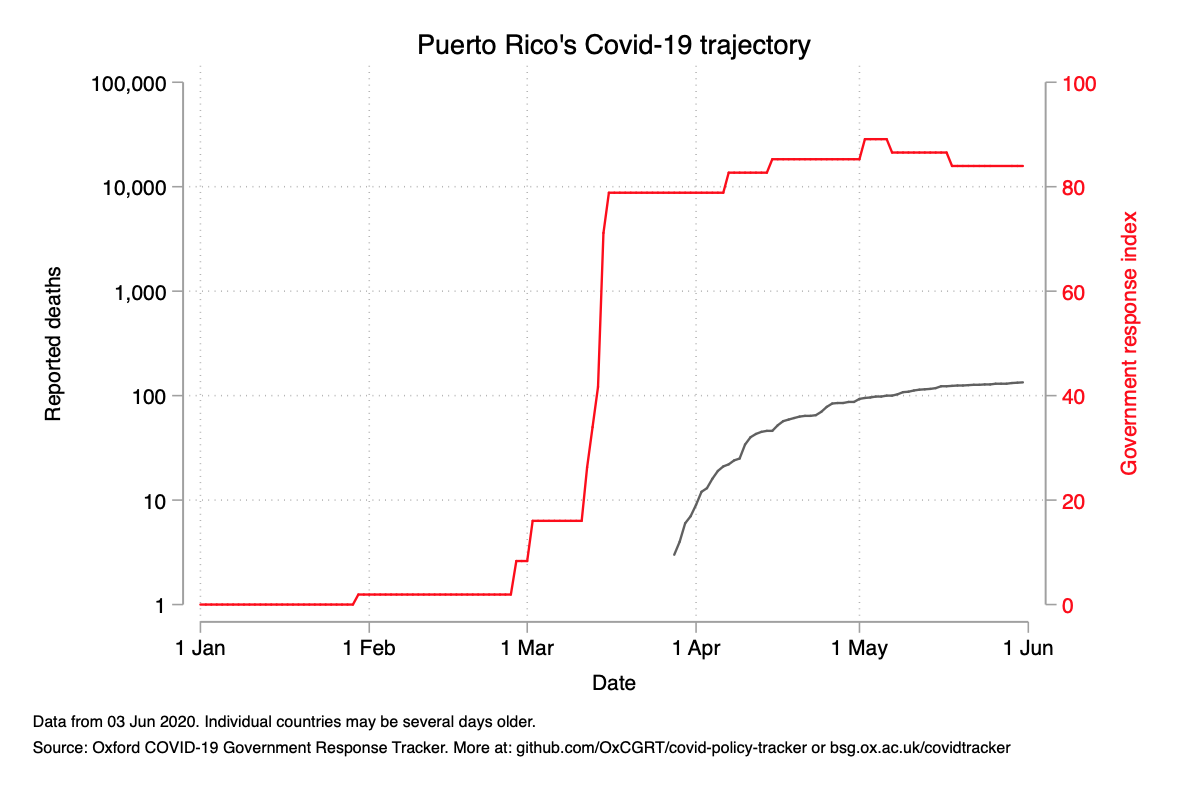 Puerto Rico's Covid-19 trajectory
100,000
10,000
1,000
100
10
1
Reported deaths
100
80
60
40
20
0
Government response index
1 Jan
1 Feb
1 Mar
1 Apr
1 May
1 Jun
Date
Data from 03 Jun 2020. Individual countries may be several days older.
Source: Oxford COVID-19 Government Response Tracker. More at: github.com/OxCGRT/covid-policy-tracker or bsg.ox.ac.uk/covidtracker